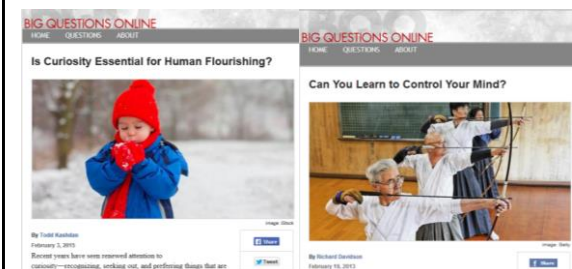 BIG QUESTIONS ONLINE
HOME QUESTIONS ABOUT
Is Curiosity Essential for Human Flourishing?
Image: iStock
By Todd Kashdan
February 3, 2015
Share
Tweet
Recent years have seen renewed attention to
curiosity—recognizing, seeking out, and preferring things that are
BIG QUESTIONS ONLINE
HOME QUESTIONS ABOUT
Can You Learn to Control Your Mind?
Image: Getty
By Richard Davidson
February 19, 2013
Share